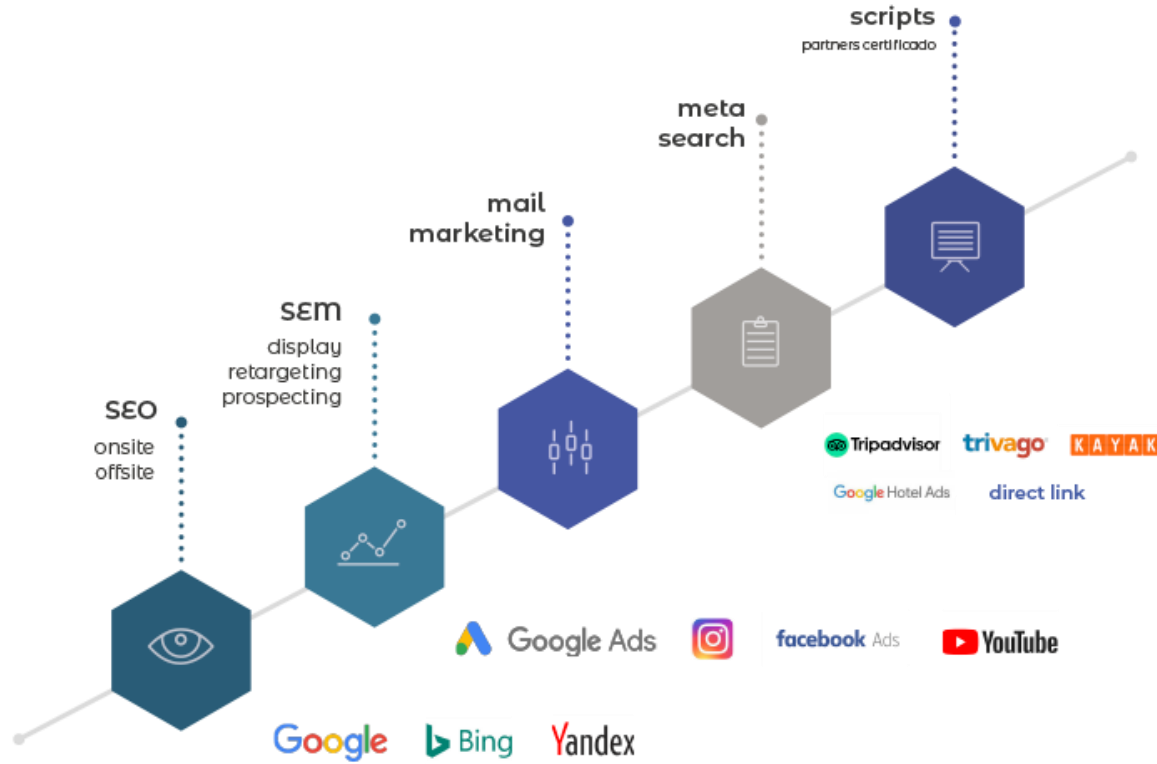 scripts
partners certificado
meta
search
mail
marketing
SEM
display
retargeting
prospecting
SEO
onsite
offsite
Tripadvisor trivago KAYAK
Google Hotel Ads direct link
Google Ads facebook Ads YouTube
Google Bing Yandex